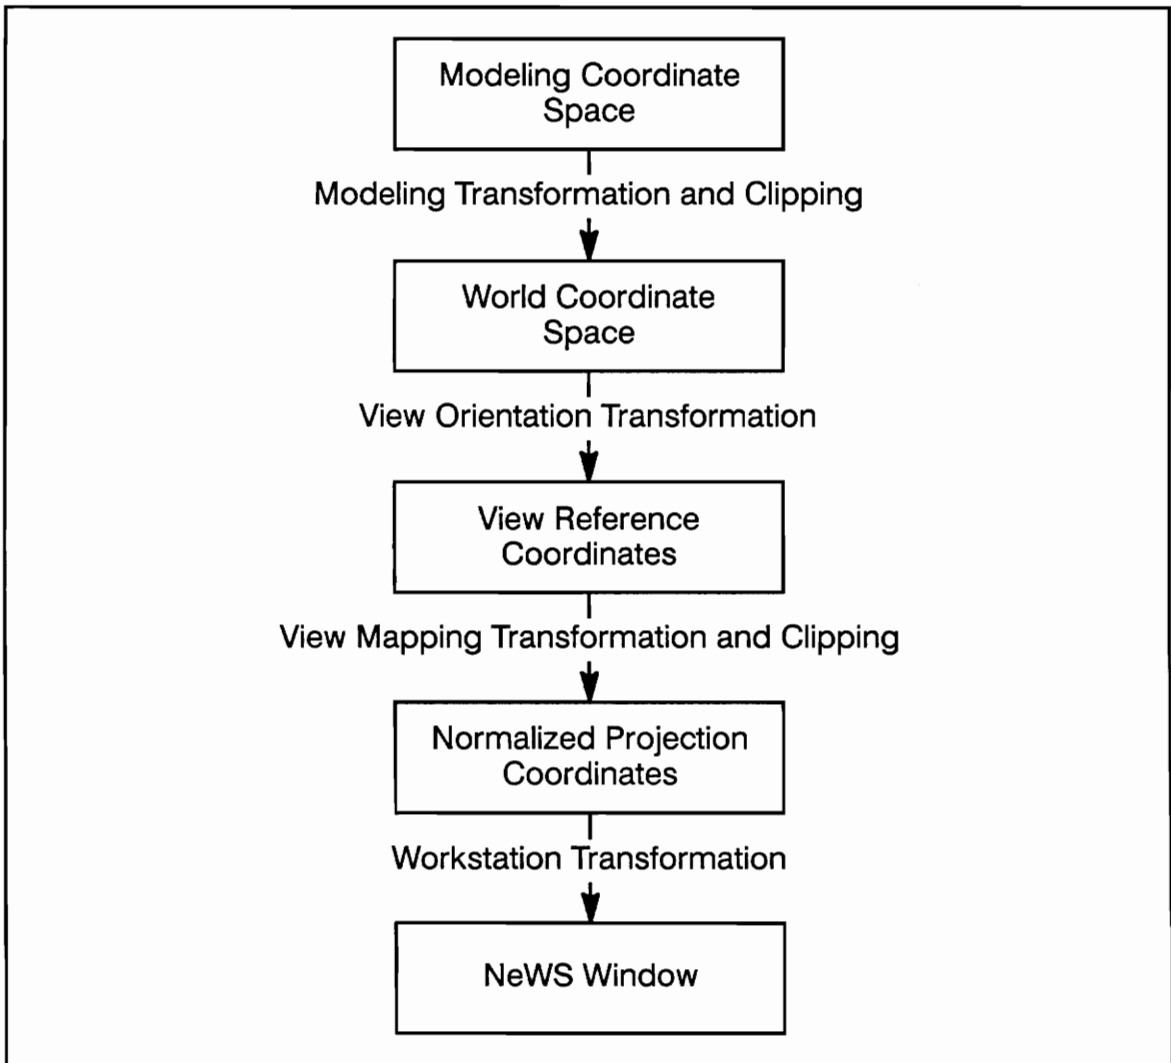 Modeling Coordinate
Space
Modeling Transformation and Clipping
World Coordinate
Space
View Orientation Transformation
View Reference
Coordinates
View Mapping Transformation and Clipping
Normalized Projection
Coordinates
Workstation Transformation
NeWS Window